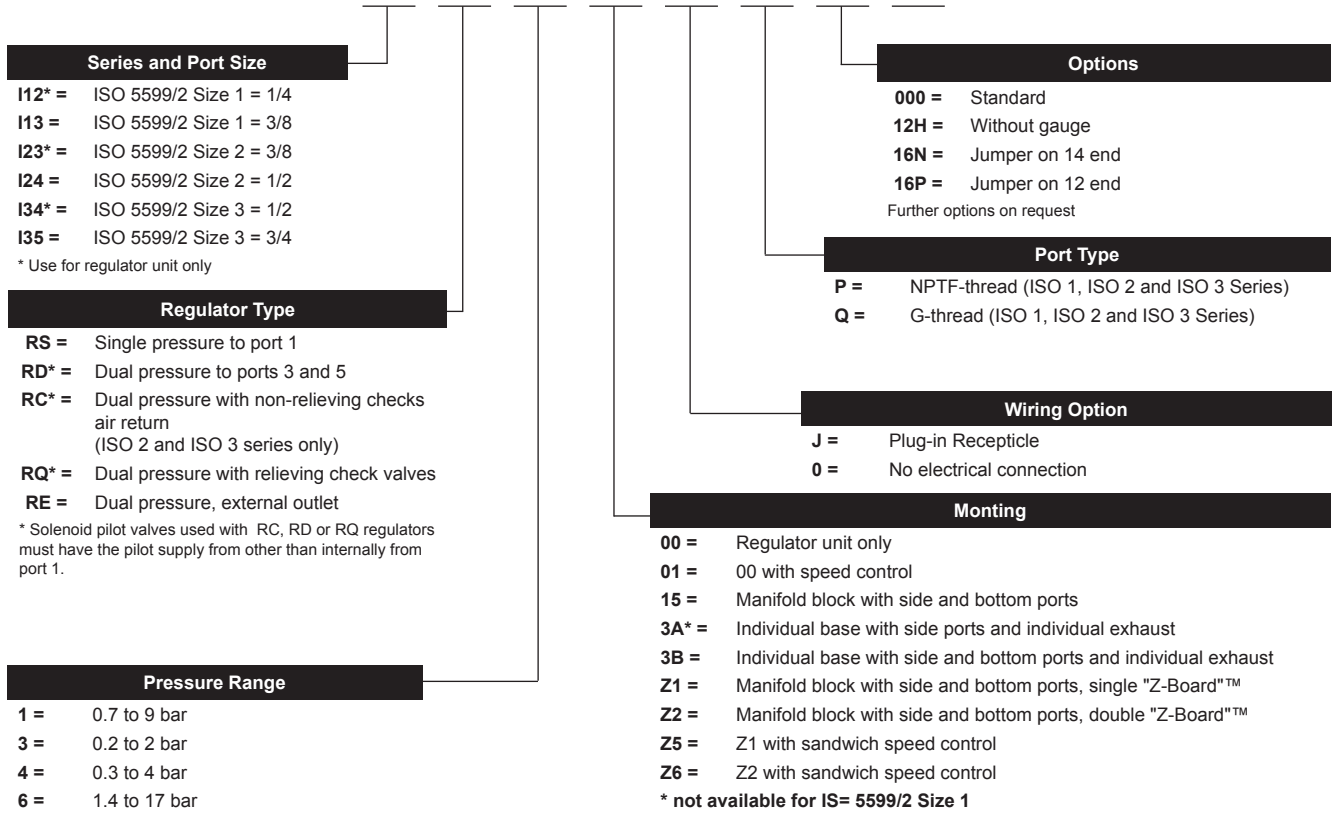 Series and Port Size
I12* = ISO 5599/2 Size 1 = 1/4
I13 = ISO 5599/2 Size 1 = 3/8
I23* = ISO 5599/2 Size 2 = 3/8
I24 = ISO 5599/2 Size 2 = 1/2
I34* = ISO 5599/2 Size 3 = 1/2
I35 = ISO 5599/2 Size 3 = 3/4
* Use for regulator unit only
Regulator Type
RS = Single pressure to port 1
RD* = Dual pressure to ports 3 and 5
RC* = Dual pressure with non-relieving checks
air return
(ISO 2 and ISO 3 series only)
RQ* = Dual pressure with relieving check valves
RE = Dual pressure, external outlet
* Solenoid pilot valves used with RC, RD or RQ regulators
must have the pilot supply from other than internally from
port 1.
Pressure Range
1 = 0.7 to 9 bar
3 = 0.2 to 2 bar
4 = 0.3 to 4 bar
6 = 1.4 to 17 bar
Options
000 = Standard
12H = Without gauge
16N = Jumper on 14 end
16P = Jumper on 12 end
Further options on request
Port Type
P = NPTF-thread (ISO 1, ISO 2 and ISO 3 Series)
Q = G-thread (ISO 1, ISO 2 and ISO 3 Series)
Wiring Option
J = Plug-in Recepticle
0 = No electrical connection
Monting
00 = Regulator unit only
01 = 00 with speed control
15 = Manifold block with side and bottom ports
3A* = Individual base with side ports and individual exhaust
3B = Individual base with side and bottom ports and individual exhaust
Z1 = Manifold block with side and bottom ports, single "Z-Board"™
Z2 = Manifold block with side and bottom ports, double "Z-Board"™
Z5 = Z1 with sandwich speed control
Z6 = Z2 with sandwich speed control
* not available for IS= 5599/2 Size 1